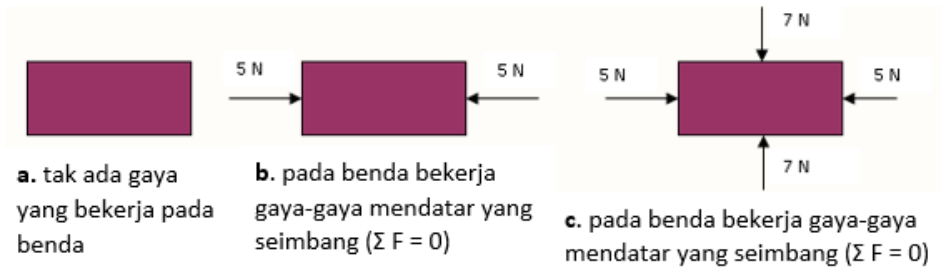 5 N
5 N
7 N
5 N
5 N
7 N
a. tak ada gaya
yang bekerja pada
benda
b. pada benda bekerja
gaya-gaya mendatar yang
seimbang (Σ F = 0)
c. pada benda bekerja gaya-gaya
mendatar yang seimbang (Σ F = 0)